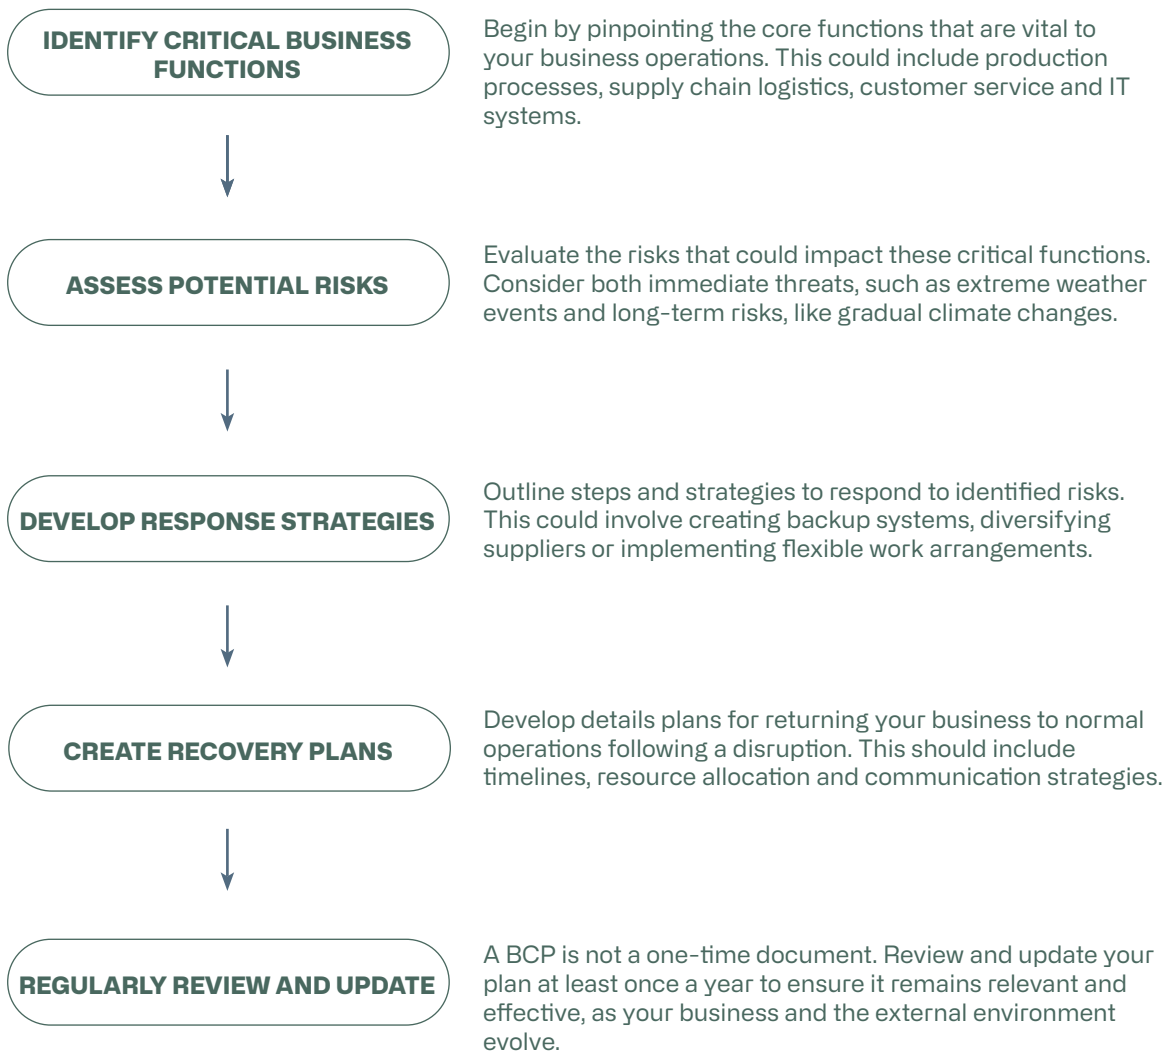 IDENTIFY CRITICAL BUSINESS
FUNCTIONS
Begin by pinpointing the core functions that are vital to
your business operations. This could include production
processes, supply chain logistics, customer service and IT
systems.
ASSESS POTENTIAL RISKS
Evaluate the risks that could impact these critical functions.
Consider both immediate threats, such as extreme weather
events and long-term risks, like gradual climate changes.
DEVELOP RESPONSE STRATEGIES
Outline steps and strategies to respond to identified risks.
This could involve creating backup systems, diversifying
suppliers or implementing flexible work arrangements.
CREATE RECOVERY PLANS
Develop details plans for returning your business to normal
operations following a disruption. This should include
timelines, resource allocation and communication strategies.
REGULARLY REVIEW AND UPDATE
A BCP is not a one-time document. Review and update your
plan at least once a year to ensure it remains relevant and
effective, as your business and the external environment
evolve.